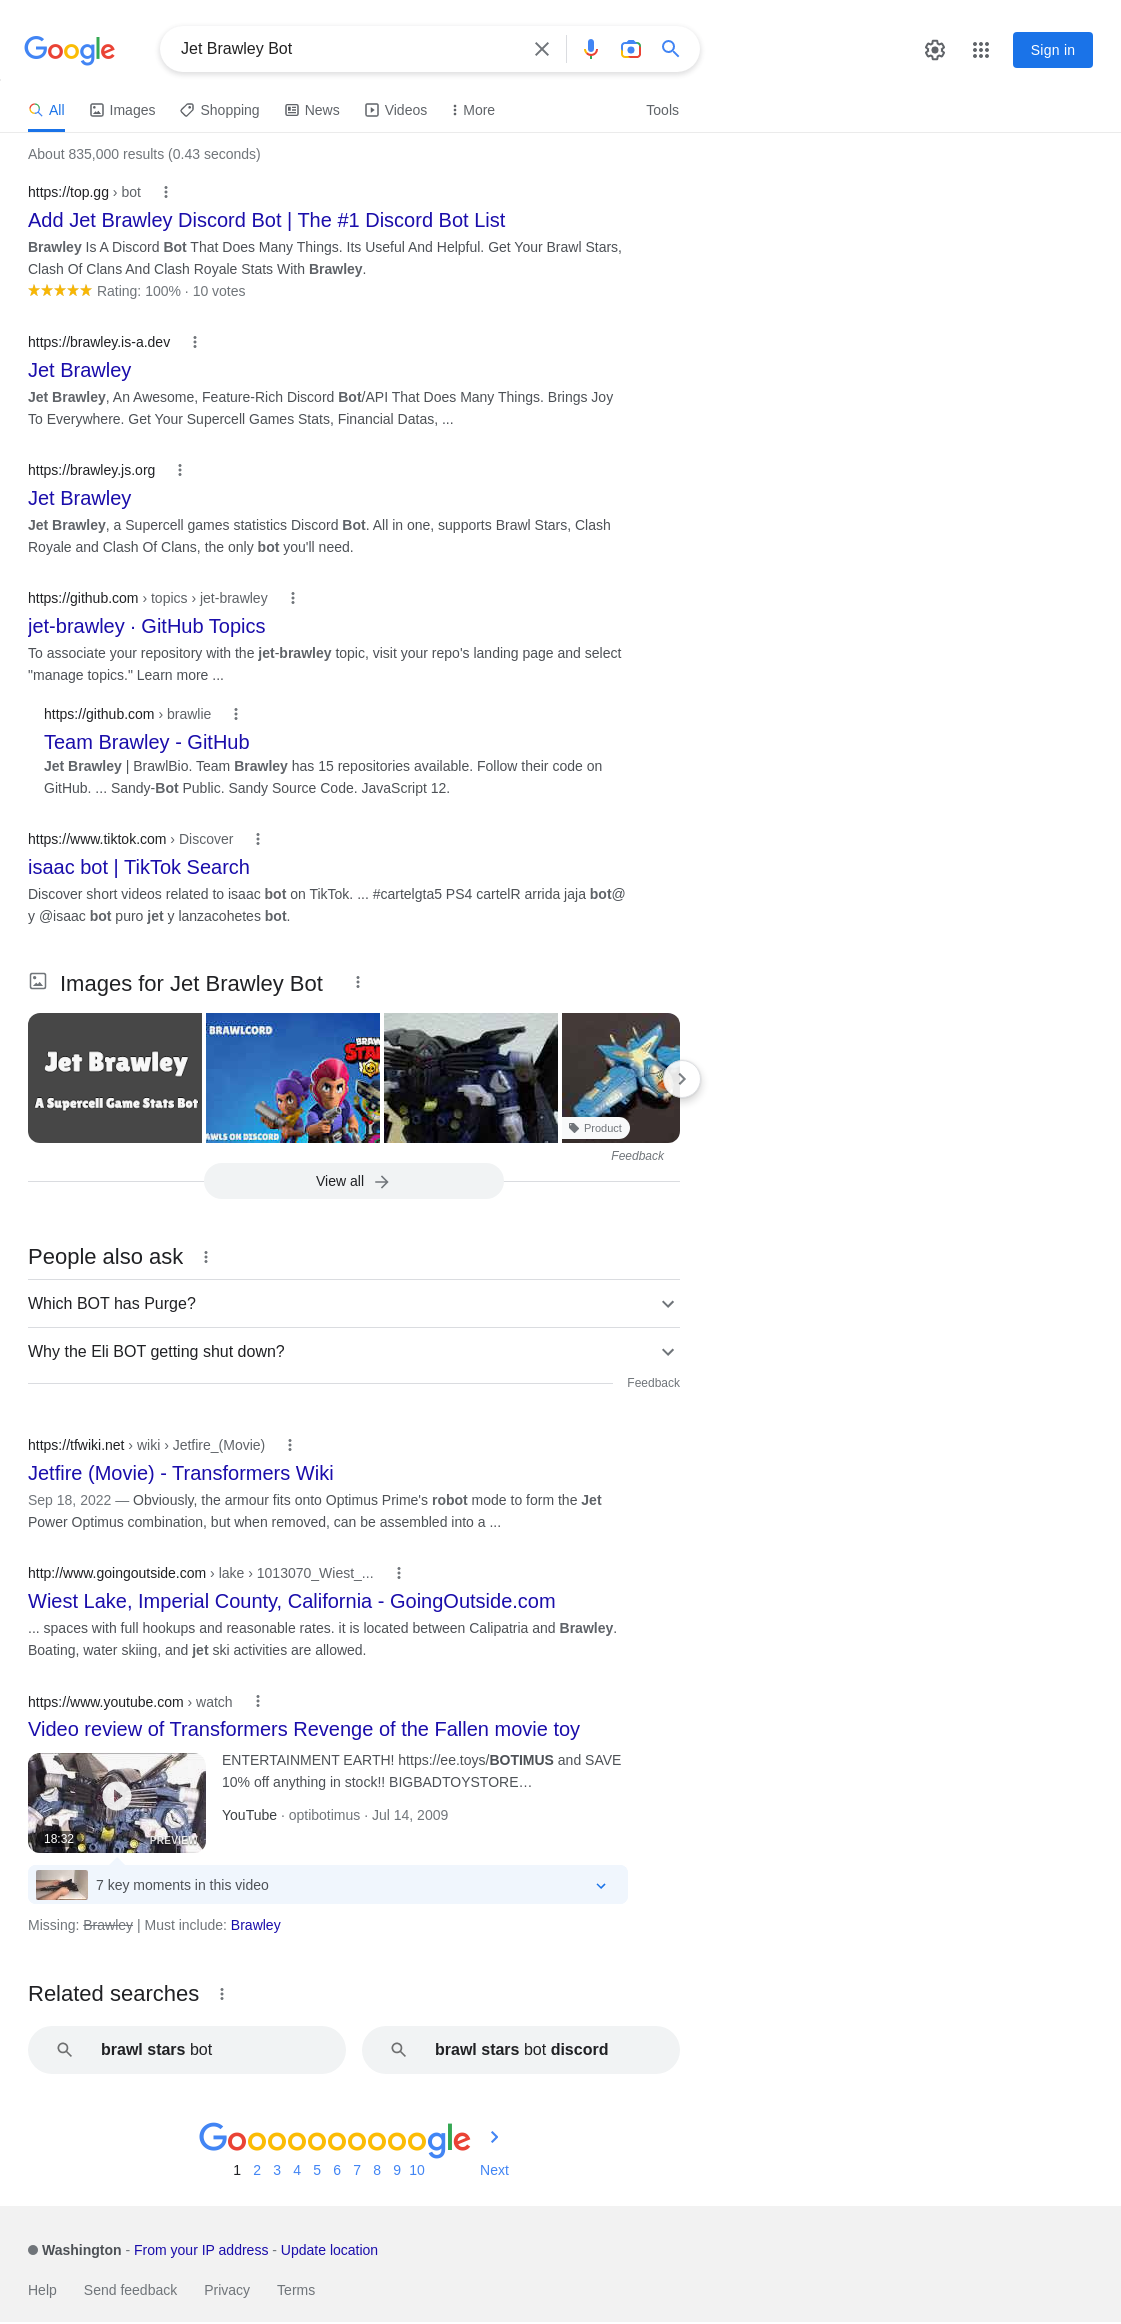 Google
Jet Brawley Bot
Sign in
All
Images
Shopping
News
Videos
More
Tools
About 835,000 results (0.43 seconds)
https://top.gg › bot
Add Jet Brawley Discord Bot | The #1 Discord Bot List
Brawley Is A Discord Bot That Does Many Things. Its Useful And Helpful. Get Your Brawl Stars,
Clash Of Clans And Clash Royale Stats With Brawley.
Rating: 100% · 10 votes
https://brawley.is-a.dev
Jet Brawley
Jet Brawley, An Awesome, Feature-Rich Discord Bot/API That Does Many Things. Brings Joy
To Everywhere. Get Your Supercell Games Stats, Financial Datas, ...
https://brawley.js.org
Jet Brawley
Jet Brawley, a Supercell games statistics Discord Bot. All in one, supports Brawl Stars, Clash
Royale and Clash Of Clans, the only bot you'll need.
https://github.com › topics › jet-brawley
jet-brawley · GitHub Topics
To associate your repository with the jet-brawley topic, visit your repo's landing page and select
"manage topics." Learn more ...
https://github.com › brawlie
Team Brawley - GitHub
Jet Brawley | BrawlBio. Team Brawley has 15 repositories available. Follow their code on
GitHub. ... Sandy-Bot Public. Sandy Source Code. JavaScript 12.
https://www.tiktok.com › Discover
isaac bot | TikTok Search
Discover short videos related to isaac bot on TikTok. ... #cartelgta5 PS4 cartelR arrida jaja bot@
y @isaac bot puro jet y lanzacohetes bot.
Images for Jet Brawley Bot
Jet Brawley
A Supercell Game Stats Bot
BRAWLCORD
BRAW
STA
AWLS ON DISCORD
Product
Feedback
View all
People also ask
Which BOT has Purge?
Why the Eli BOT getting shut down?
Feedback
https://tfwiki.net › wiki › Jetfire_(Movie)
Jetfire (Movie) - Transformers Wiki
Sep 18, 2022 — Obviously, the armour fits onto Optimus Prime's robot mode to form the Jet
Power Optimus combination, but when removed, can be assembled into a ...
http://www.goingoutside.com › lake › 1013070_Wiest_...
Wiest Lake, Imperial County, California - GoingOutside.com
... spaces with full hookups and reasonable rates. it is located between Calipatria and Brawley.
Boating, water skiing, and jet ski activities are allowed.
https://www.youtube.com › watch
Video review of Transformers Revenge of the Fallen movie toy
ENTERTAINMENT EARTH! https://ee.toys/BOTIMUS and SAVE
10% off anything in stock!! BIGBADTOYSTORE…
YouTube · optibotimus · Jul 14, 2009
18:32
PREVIEW
7 key moments in this video
Missing: Brawley | Must include: Brawley
Related searches
brawl stars bot
brawl stars bot discord
Goooooooooogle
1 2 3 4 5 6 7 8 9 10 Next
Washington - From your IP address - Update location
Help
Send feedback
Privacy
Terms